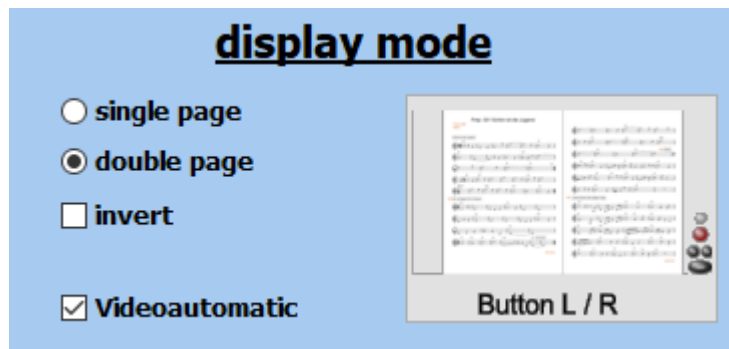 display mode
single page
double page
invert
Videoautomatic
Button L / R